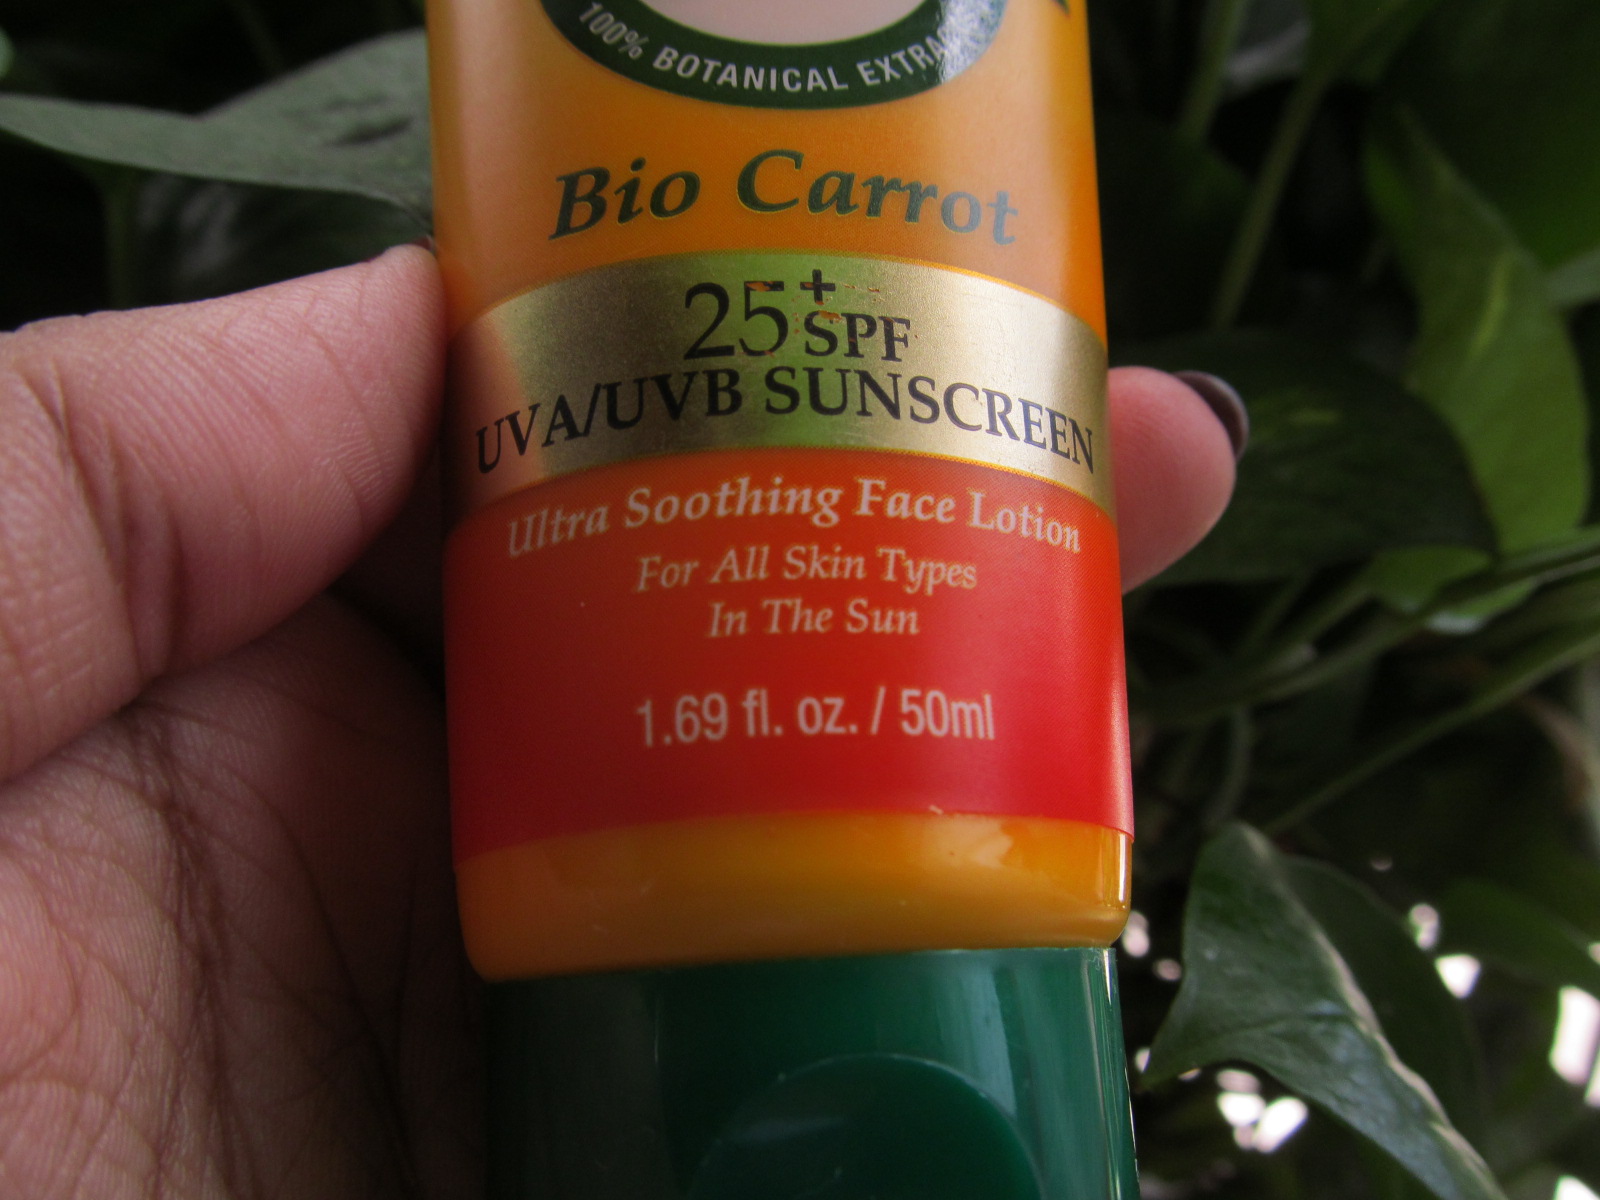 100% BOTANICAL
Bio Carrot
25+ SPF
UVA/UVB SUNSCREEN
Ultra Soothing Face Lotion
For All Skin Types
In The Sun
1.69 fl. oz. / 50ml